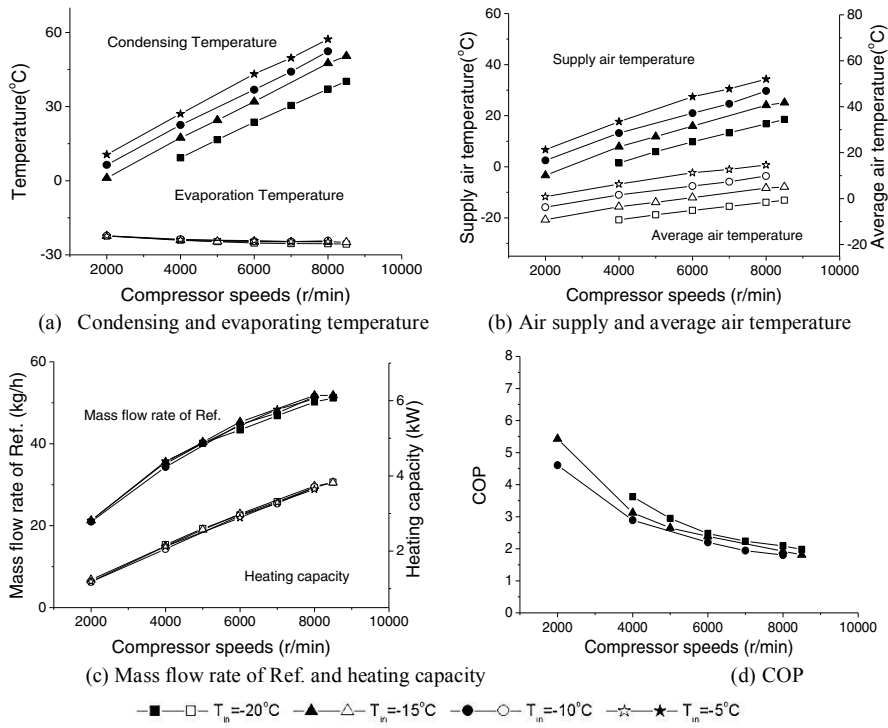 60
30
0
-30
Temperature(°C)
Condensing Temperature
Evaporation Temperature
2000 4000 6000 8000 10000
Compressor speeds (r/min)
(a) Condensing and evaporating temperature
60
40
20
0
-20
Supply air temperature(°C)
Supply air temperature
Average air temperature
80
60
40
20
0
-20
Average air temperature(°C)
2000 4000 6000 8000 10000
Compressor speeds (r/min)
(b) Air supply and average air temperature
60
40
20
0
Mass flow rate of Ref. (kg/h)
Mass flow rate of Ref.
Heating capacity
6
4
2
Heating capacity (kW)
2000 4000 6000 8000 10000
Compressor speeds (r/min)
(c) Mass flow rate of Ref. and heating capacity
8
7
6
5
4
3
2
1
0
COP
2000 4000 6000 8000 10000
Compressor speeds (r/min)
(d) COP
T in=-20°C T in=-15°C T in=-10°C T in=-5°C